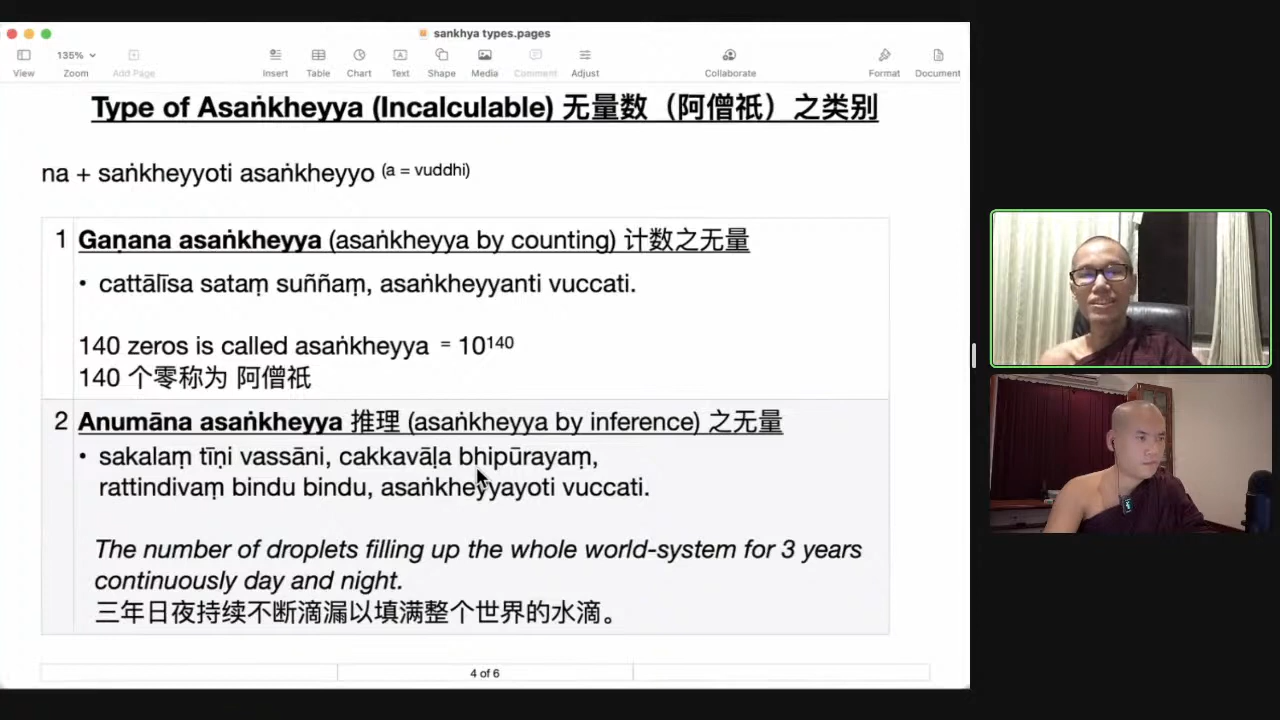 sankhya types.pages
135%
View Zoom Add Page Insert Table Chart Text Shape Media Comment Adjust Collaborate Format Document
Type of Asaṅkheyya (Incalculable) 无量数（阿僧祇）之类别
na + saṅkheyyoti asaṅkheyyo (a = vuddhi)
1 Gaṇana asaṅkheyya (asaṅkheyya by counting) 计数之无量
• cattālīsa sataṃ suññaṃ, asaṅkheyyanti vuccati.
140 zeros is called asaṅkheyya = 10¹⁴⁰
140 个零称为 阿僧祇
2 Anumāna asaṅkheyya 推理 (asaṅkheyya by inference) 之无量
• sakalaṃ tīṇi vassāni, cakkavāḷa bhipūrayaṃ,
rattindivaṃ bindu bindu, asaṅkheyyayoti vuccati.
The number of droplets filling up the whole world-system for 3 years
continuously day and night.
三年日夜持续不断滴漏以填满整个世界的水滴。
4 of 6